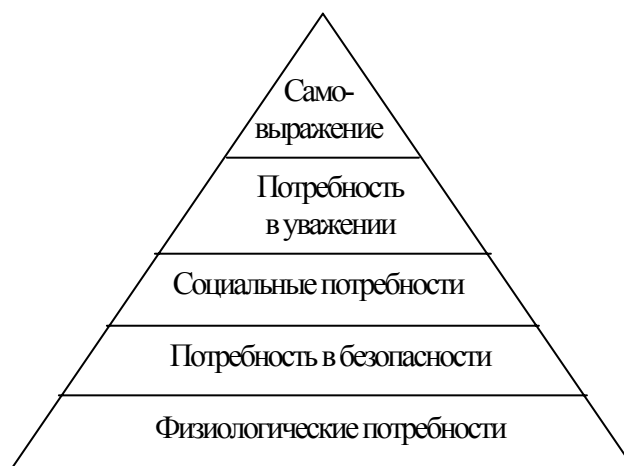 Само-
выражение
Потребность
в уважении
Социальные потребности
Потребность в безопасности
Физиологические потребности